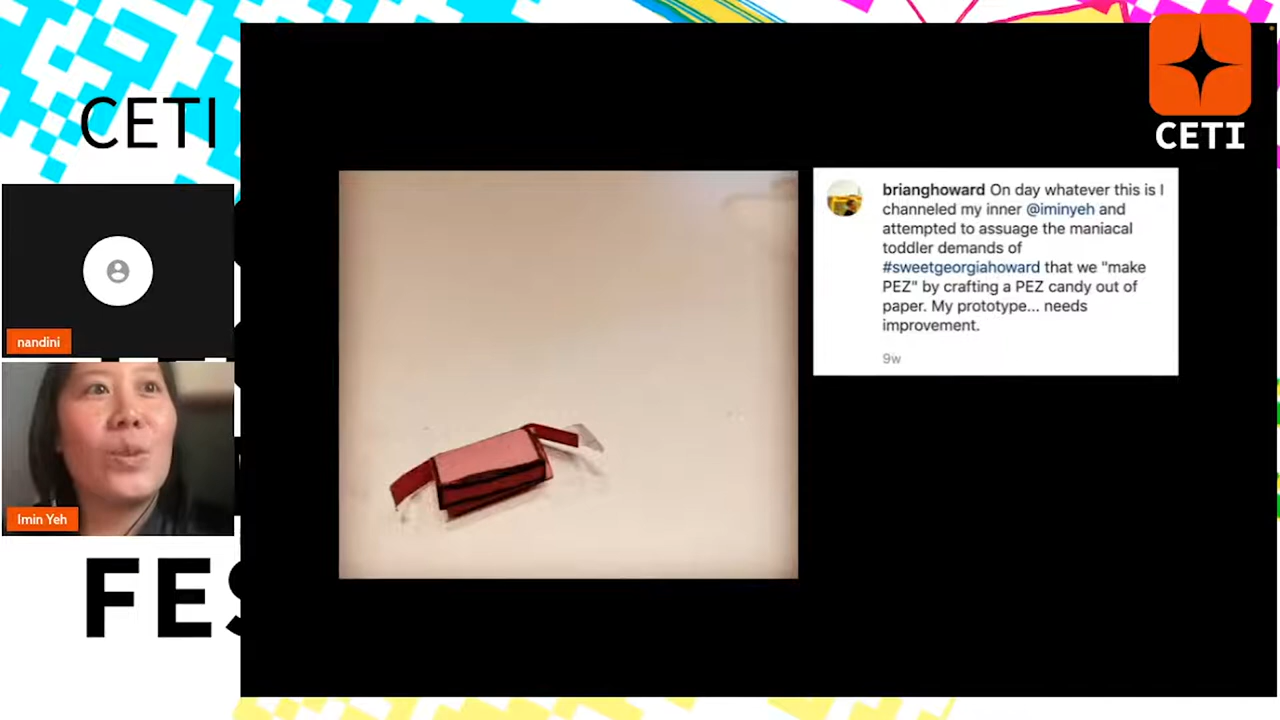 CETI
FES
nandini
Imin Yeh
brianghoward On day whatever this is I
channeled my inner @iminyeh and
attempted to assuage the maniacal
toddler demands of
#sweetgeorgiahoward that we "make
PEZ" by crafting a PEZ candy out of
paper. My prototype... needs
improvement.
9w
CETI